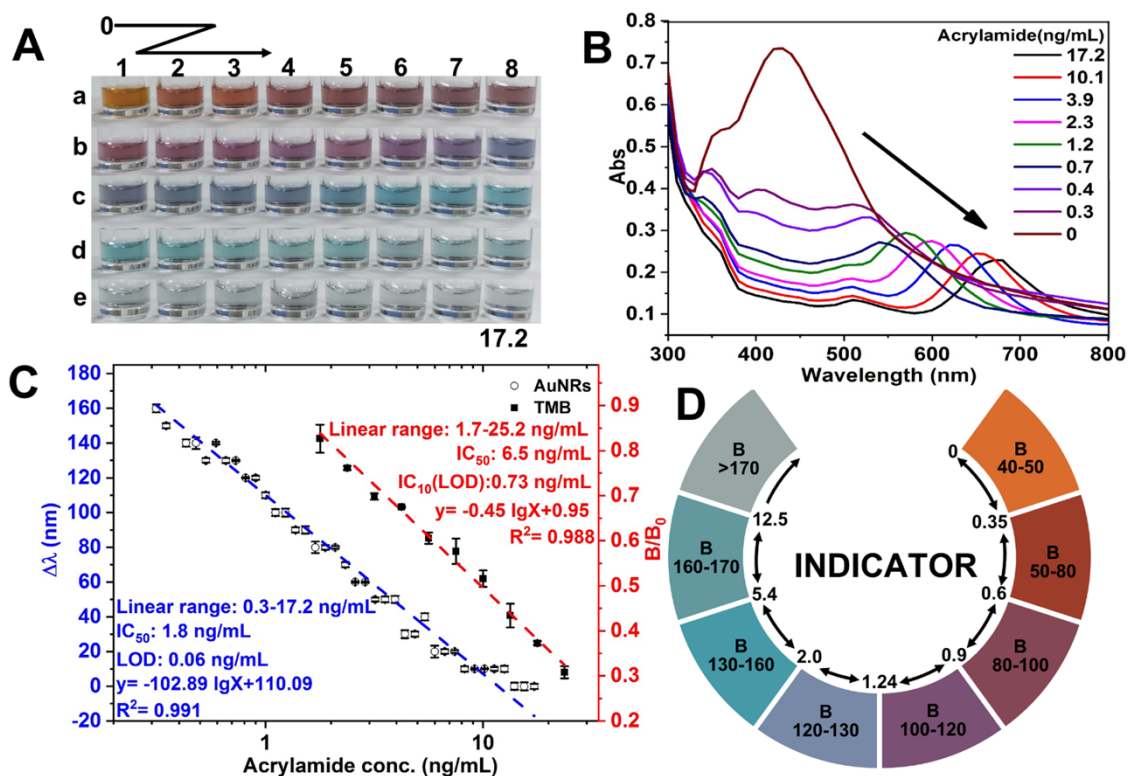 A
0
1 2 3 4 5 6 7 8
a
b
c
d
e
17.2
B
Acrylamide(ng/mL)
17.2
10.1
3.9
2.3
1.2
0.7
0.4
0.3
0
Abs
0.8
0.7
0.6
0.5
0.4
0.3
0.2
0.1
300 400 500 600 700 800
Wavelength (nm)
C
AuNRs
TMB
Linear range: 1.7-25.2 ng/mL
IC50: 6.5 ng/mL
IC10(LOD):0.73 ng/mL
y= -0.45 lgX+0.95
R2= 0.988
Linear range: 0.3-17.2 ng/mL
IC50: 1.8 ng/mL
LOD: 0.06 ng/mL
y= -102.89 lgX+110.09
R2= 0.991
Δλ (nm)
180
160
140
120
100
80
60
40
20
0
-20
1 10
Acrylamide conc. (ng/mL)
0.9
0.8
0.7
0.6
0.5
0.4
0.3
0.2
B/B0
D
INDICATOR
B
>170
B
160-170
B
130-160
B
120-130
B
100-120
B
80-100
B
50-80
B
40-50
0
0.35
0.6
0.9
1.24
2.0
5.4
12.5